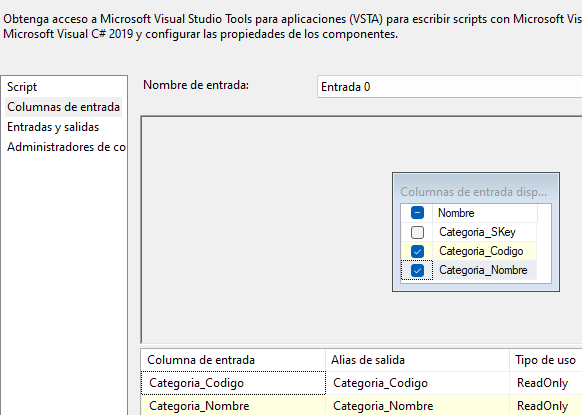 Obtenga acceso a Microsoft Visual Studio Tools para aplicaciones (VSTA) para escribir scripts con Microsoft Vis
Microsoft Visual C# 2019 y configurar las propiedades de los componentes.
Script
Columnas de entrada
Entradas y salidas
Administradores de co
Nombre de entrada:
Entrada 0
Columnas de entrada disp...
Nombre
Categoria_SKey
Categoria_Codigo
Categoria_Nombre
Columna de entrada Alias de salida Tipo de uso
Categoria_Codigo Categoria_Codigo ReadOnly
Categoria_Nombre Categoria_Nombre ReadOnly